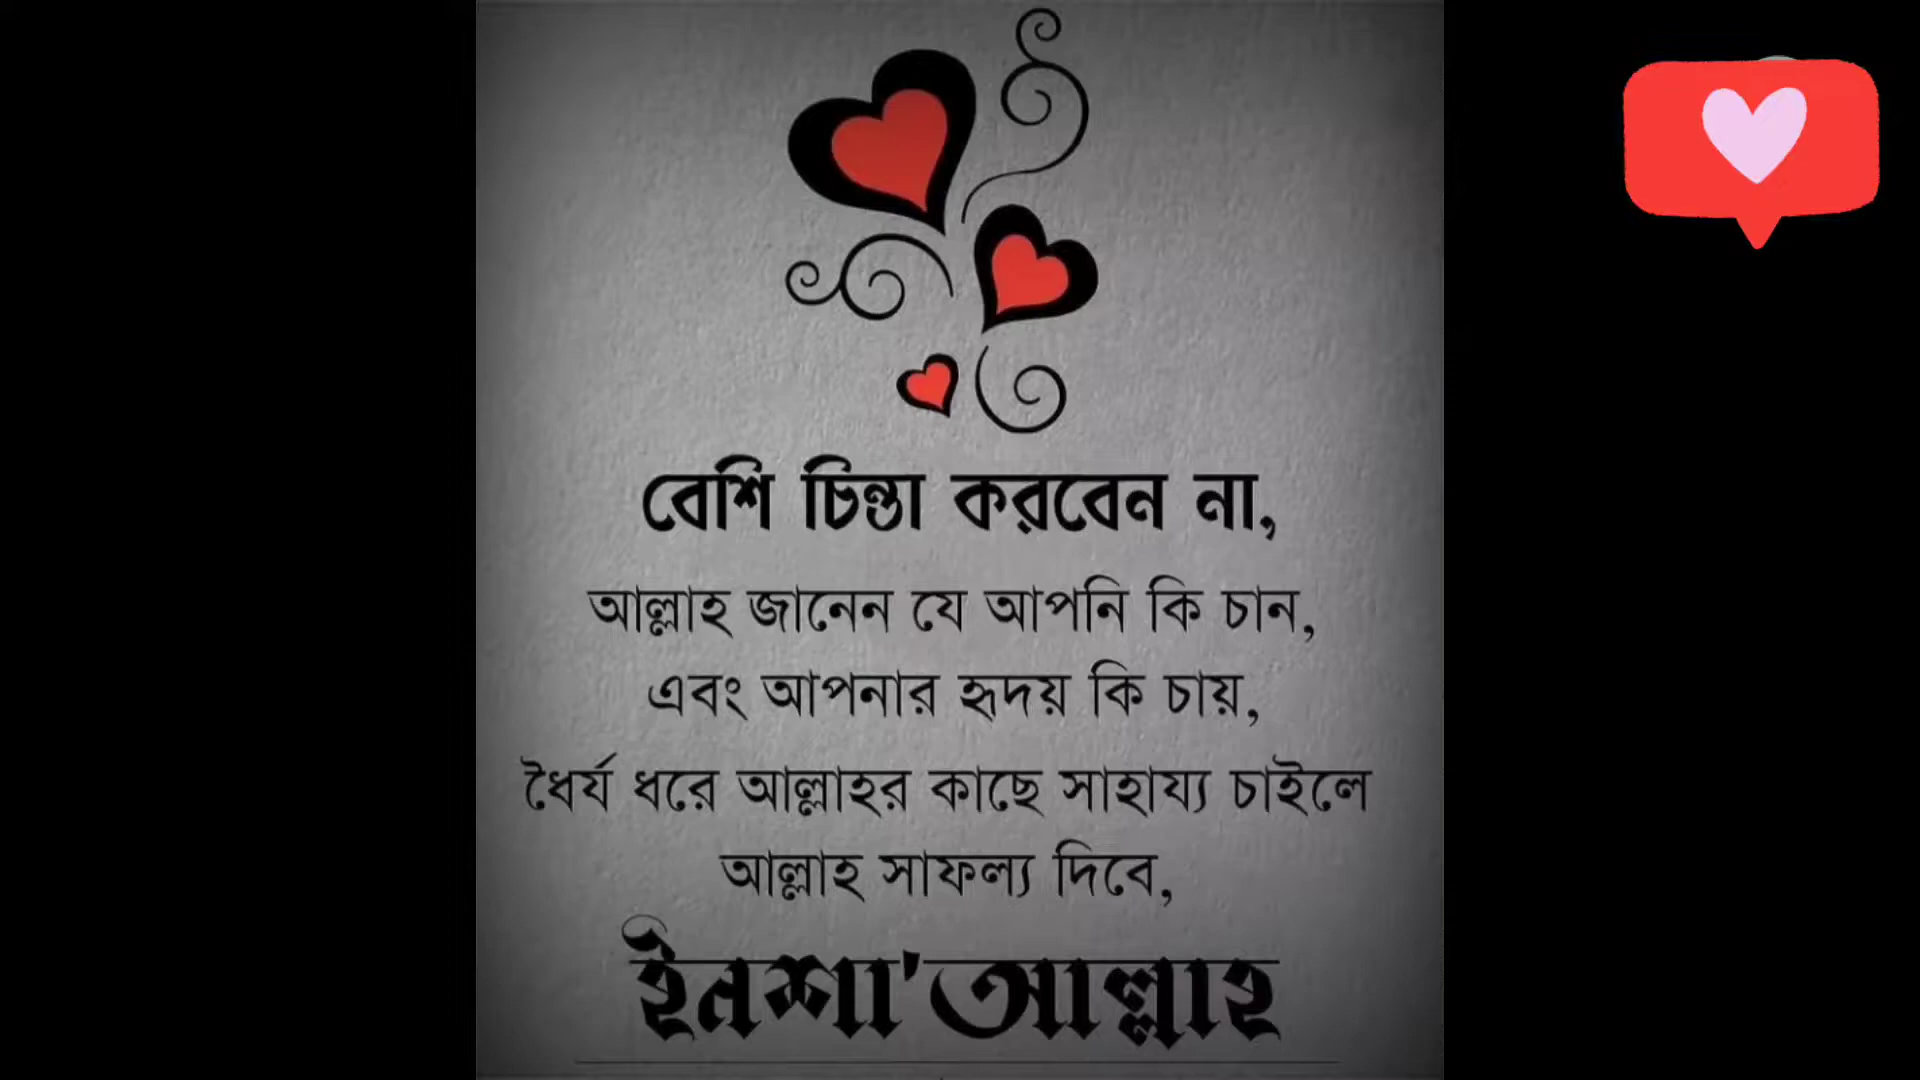 বেশি চিন্তা করবেন না,
আল্লাহ জানেন যে আপনি কি চান,
এবং আপনার হৃদয় কি চায়,
ধৈর্য ধরে আল্লাহর কাছে সাহায্য চাইলে
আল্লাহ সাফল্য দিবে,
ইনশা'আল্লাহ